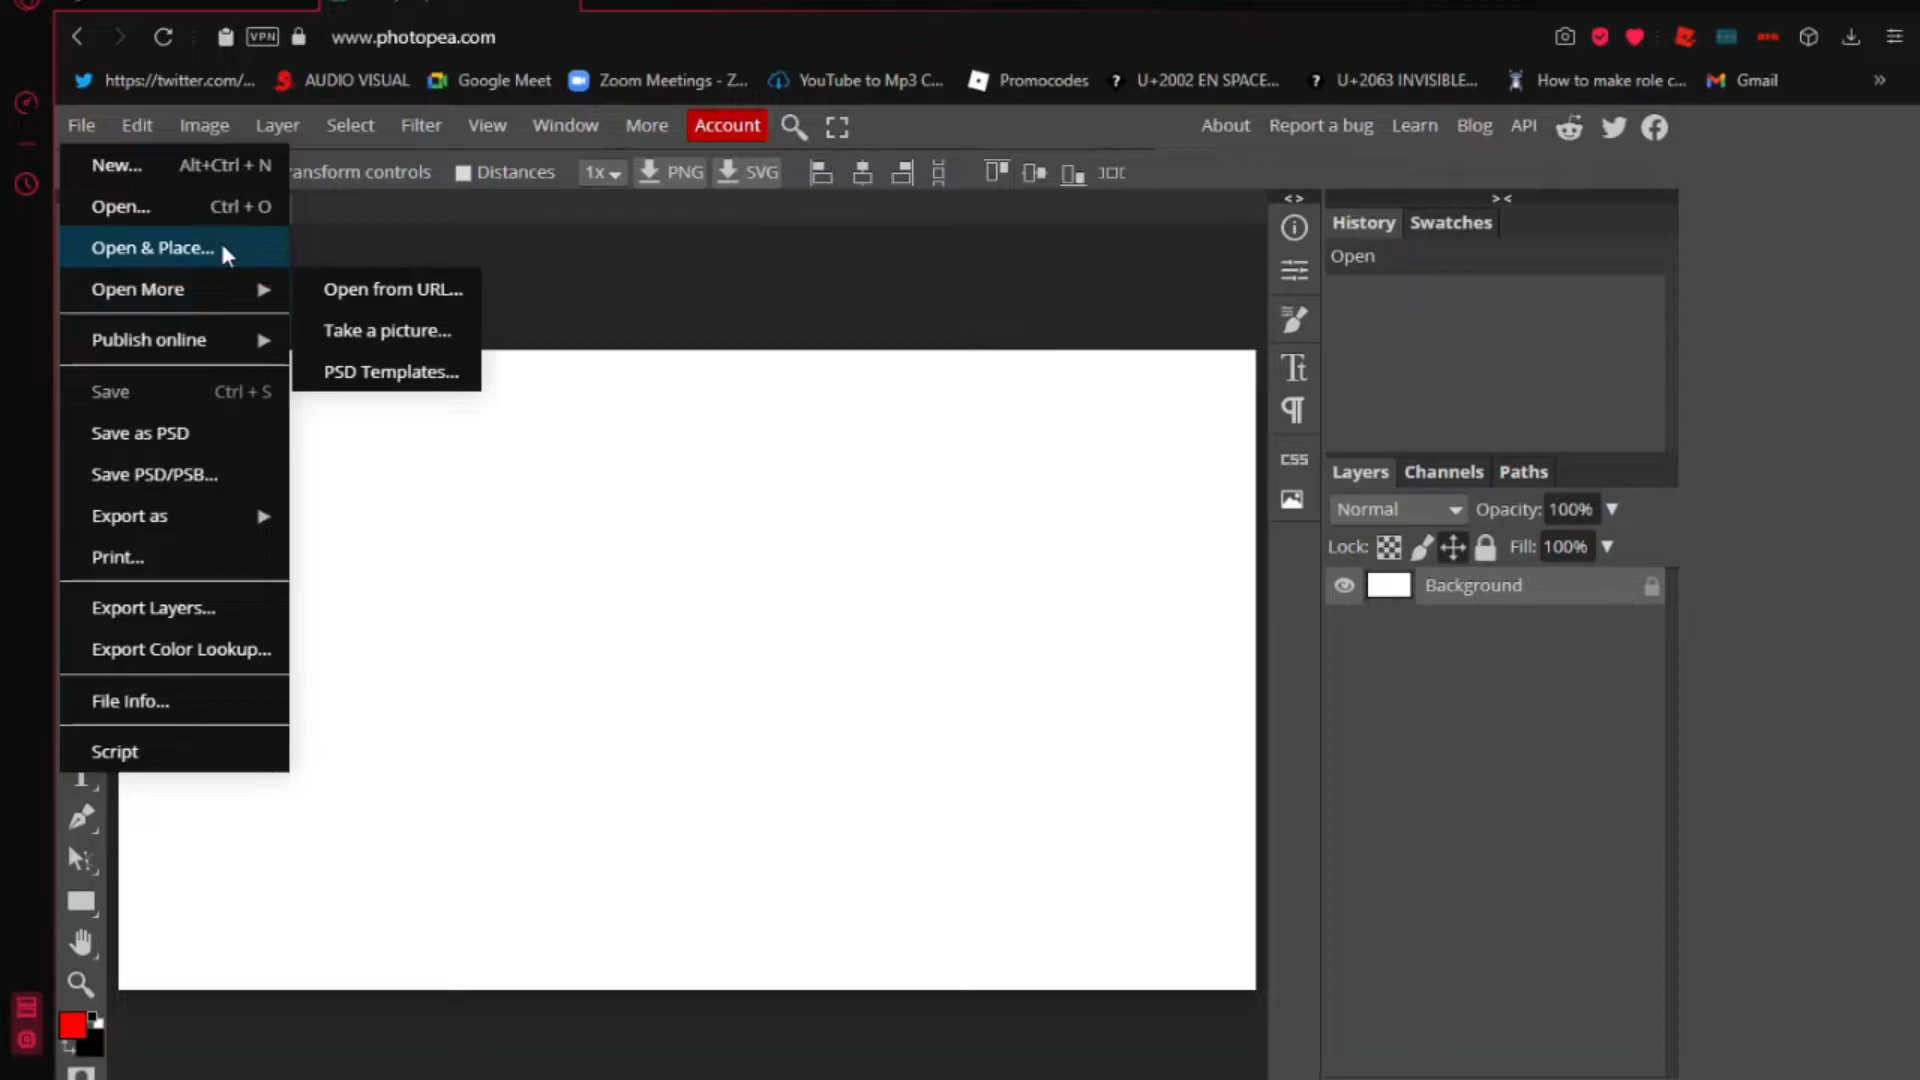 VPN www.photopea.com
https://twitter.com/... AUDIO VISUAL Google Meet Zoom Meetings - Z... YouTube to Mp3 C... Promocodes ? U+2002 EN SPACE... ? U+2063 INVISIBLE... How to make role c... Gmail »
File Edit Image Layer Select Filter View Window More Account About Report a bug Learn Blog API
New... Alt+Ctrl + N
ransform controls Distances 1x PNG SVG
Open... Ctrl + O
Open & Place...
Open More
Publish online
Save Ctrl + S
Save as PSD
Save PSD/PSB...
Export as
Print...
Export Layers...
Export Color Lookup...
File Info...
Script
Open from URL...
Take a picture...
PSD Templates...
<> ><
History Swatches
Open
CSS
Layers Channels Paths
Normal Opacity: 100%
Lock: Fill: 100%
Background